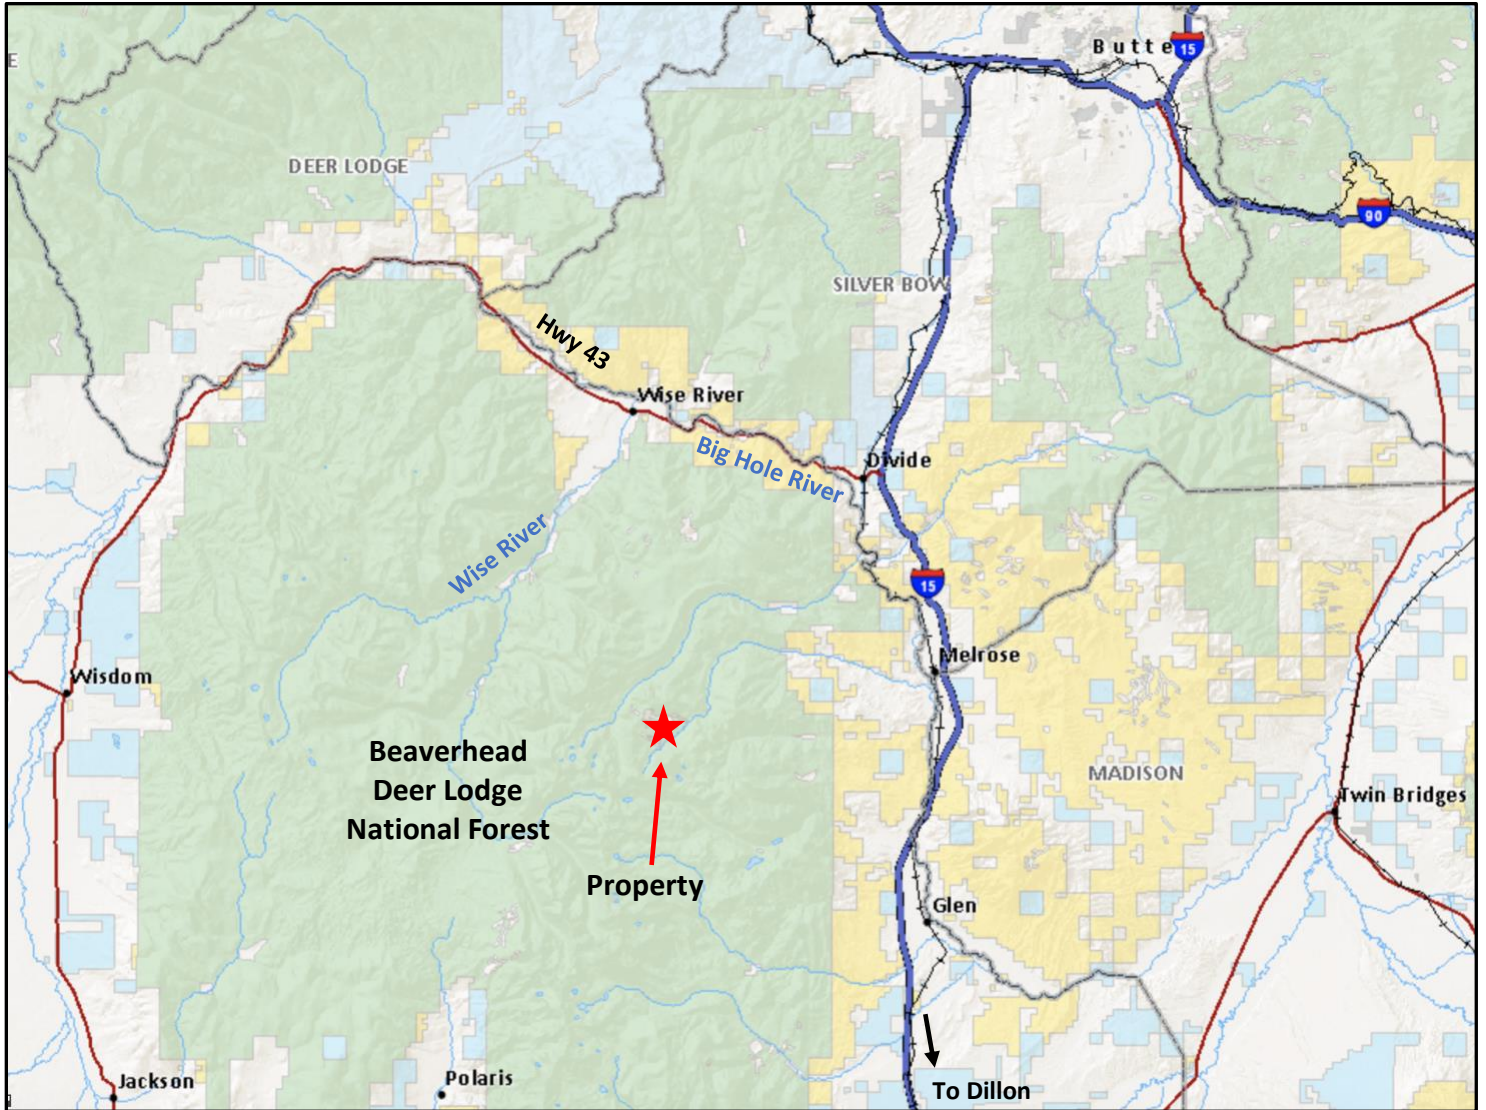 Butte
15
E
DEER LODGE
90
SILVER BOW
Hwy 43
Wise River
Big Hole River
Divide
Wise River
15
Melrose
Wisdom
Beaverhead
Deer Lodge
National Forest
MADISON
Twin Bridges
Property
Glen
Jackson
Polaris
To Dillon